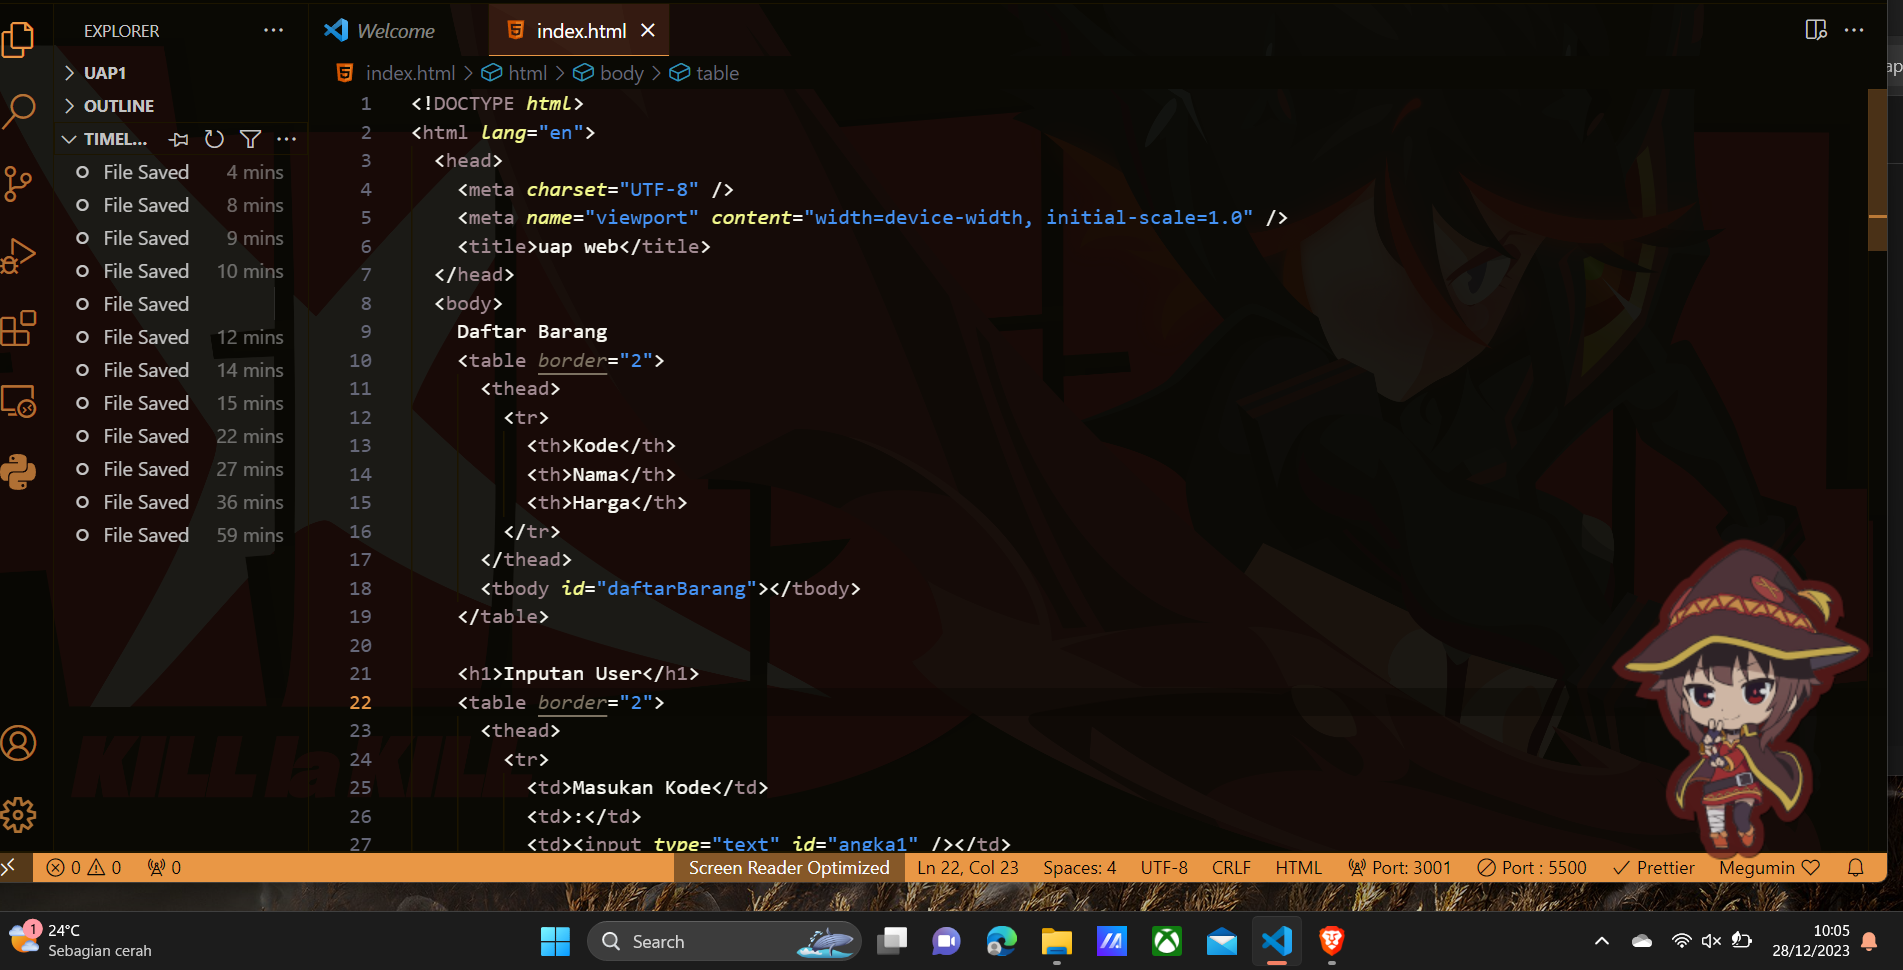 EXPLORER
Welcome
index.html
index.html > html > body > table
UAP1
OUTLINE
TIMEL...
File Saved 4 mins
File Saved 8 mins
File Saved 9 mins
File Saved 10 mins
File Saved
File Saved 12 mins
File Saved 14 mins
File Saved 15 mins
File Saved 22 mins
File Saved 27 mins
File Saved 36 mins
File Saved 59 mins
1 <!DOCTYPE html>
2 <html lang="en">
3 <head>
4 <meta charset="UTF-8" />
5 <meta name="viewport" content="width=device-width, initial-scale=1.0" />
6 <title>uap web</title>
7 </head>
8 <body>
9 Daftar Barang
10 <table border="2">
11 <thead>
12 <tr>
13 <th>Kode</th>
14 <th>Nama</th>
15 <th>Harga</th>
16 </tr>
17 </thead>
18 <tbody id="daftarBarang"></tbody>
19 </table>
20
21 <h1>Inputan User</h1>
22 <table border="2">
23 <thead>
24 <tr>
25 <td>Masukan Kode</td>
26 <td>:</td>
27 <td><input type="text" id="angka1" /></td>
KILL la KILL
ap
0 0 0
Screen Reader Optimized
Ln 22, Col 23
Spaces: 4
UTF-8
CRLF
HTML
Port: 3001
Port : 5500
Prettier
Megumin
1
24°C
Sebagian cerah
Search
10:05
28/12/2023